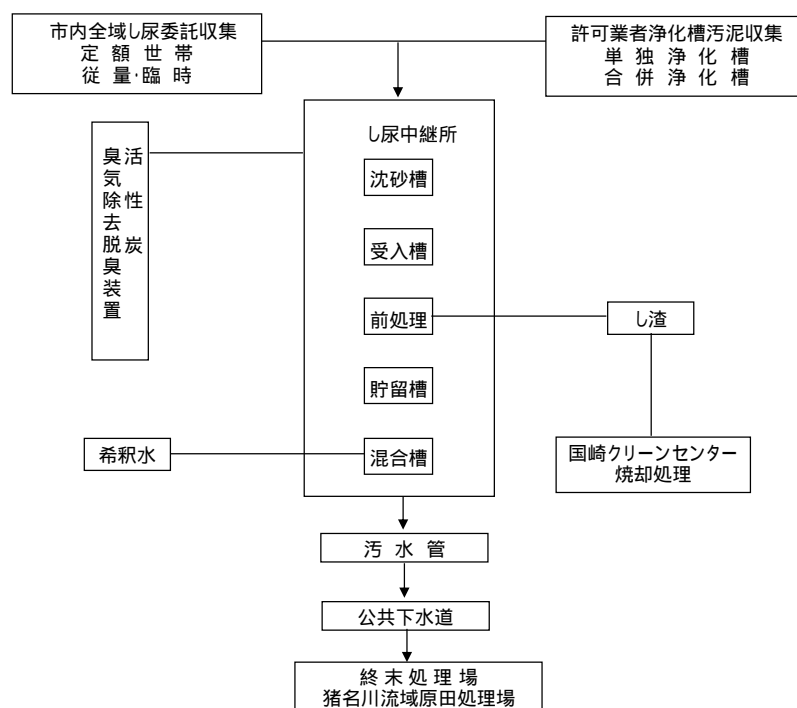 市内全域し尿委託収集
定額世帯
従量・臨時
許可業者浄化槽汚泥収集
単独浄化槽
合併浄化槽
し尿中継所
活性炭
臭気除去脱臭装置
沈砂槽
受入槽
前処理
し渣
貯留槽
希釈水
混合槽
国崎クリーンセンター
焼却処理
汚水管
公共下水道
終末処理場
猪名川流域原田処理場